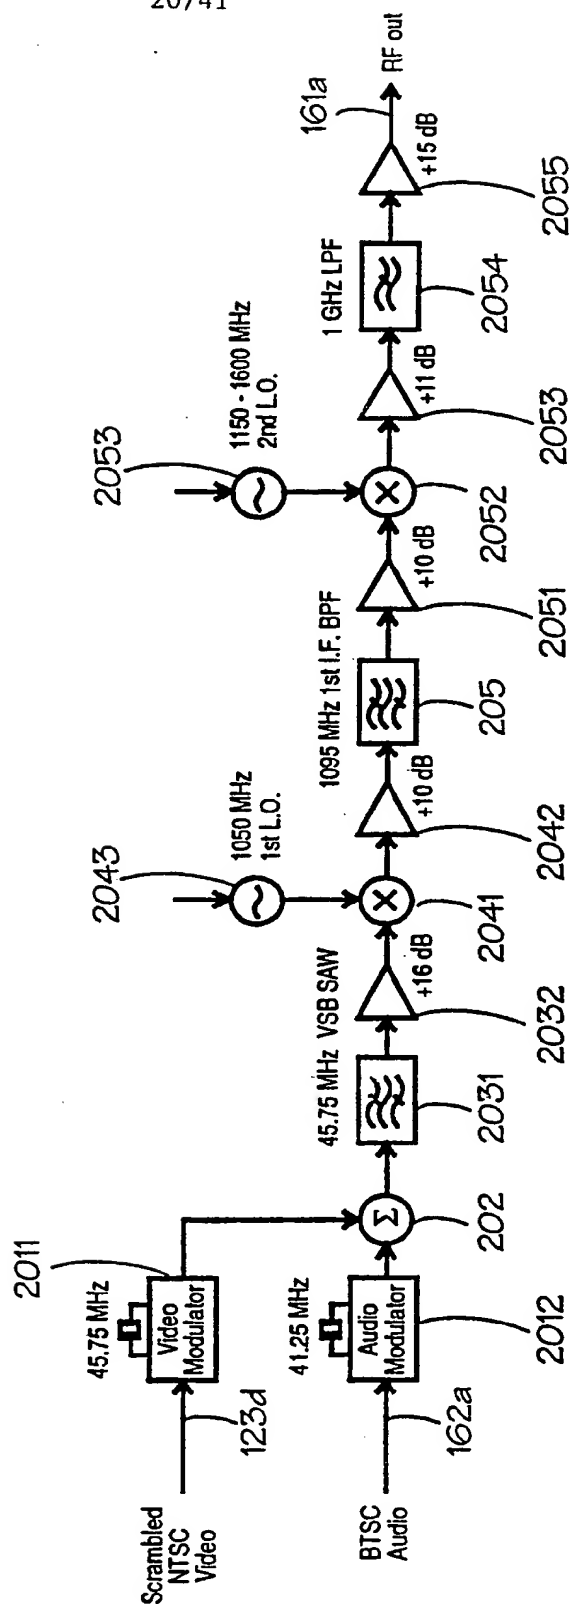 20/41
Scrambled
NTSC
Video
123d
45.75 MHz
Video
Modulator
2011
BTSC
Audio
162a
41.25 MHz
Audio
Modulator
2012
Σ
202
45.75 MHz VSB SAW
2031
+16 dB
2032
2043
1050 MHz
1st L.O.
2041
+10 dB
2042
1095 MHz 1st I.F. BPF
205
+10 dB
2051
2053
1150 - 1600 MHz
2nd L.O.
2052
+11 dB
2053
1 GHz LPF
2054
+15 dB
2055
161a
RF out